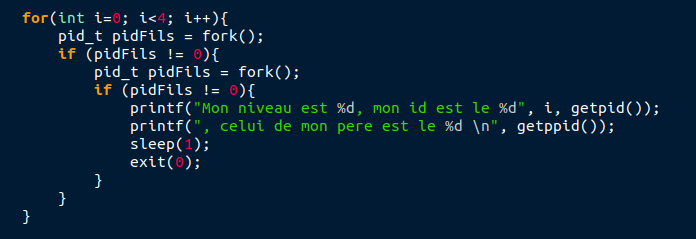 for(int i=0; i<4; i++){
    pid_t pidFils = fork();
    if (pidFils != 0){
        pid_t pidFils = fork();
        if (pidFils != 0){
            printf("Mon niveau est %d, mon id est le %d", i, getpid());
            printf(", celui de mon pere est le %d \n", getppid());
            sleep(1);
            exit(0);
        }
    }
}